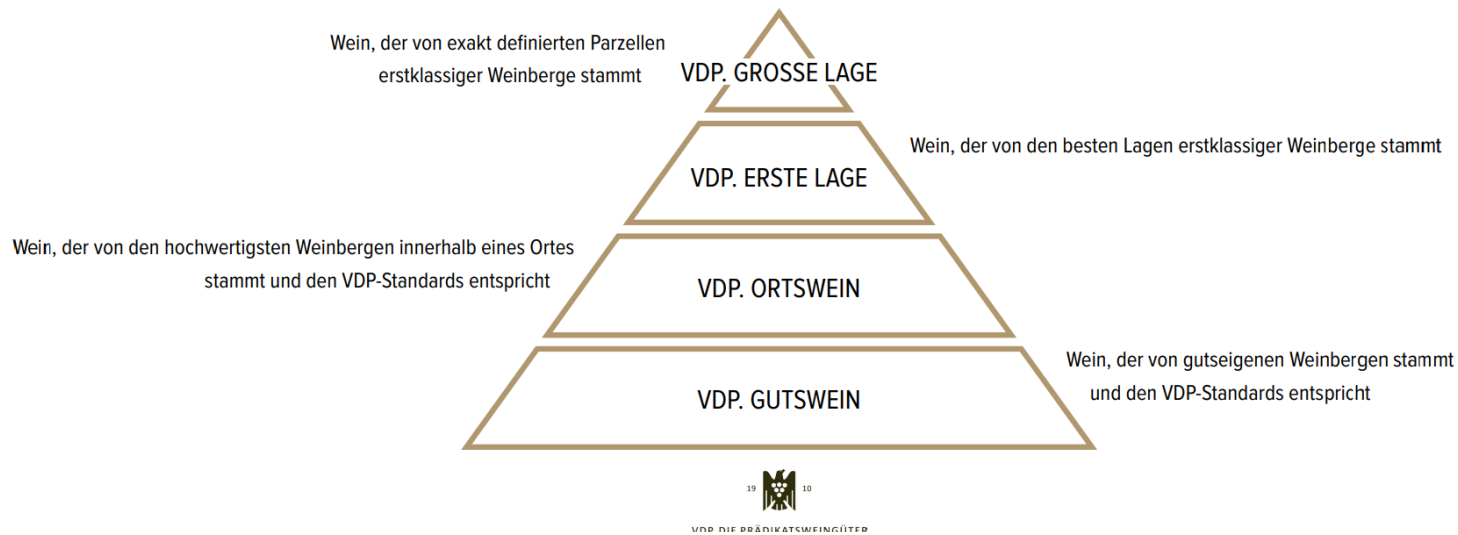 Wein, der von exakt definierten Parzellen
erstklassiger Weinberge stammt
VDP. GROSSE LAGE
Wein, der von den besten Lagen erstklassiger Weinberge stammt
VDP. ERSTE LAGE
Wein, der von den hochwertigsten Weinbergen innerhalb eines Ortes
stammt und den VDP-Standards entspricht
VDP. ORTSWEIN
Wein, der von gutseigenen Weinbergen stammt
und den VDP-Standards entspricht
VDP. GUTSWEIN
19 10
VDP. DIE PRÄDIKATSWEINGÜTER